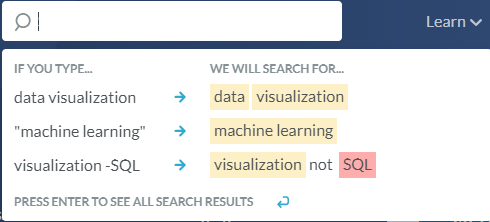 Learn
IF YOU TYPE... WE WILL SEARCH FOR...
data visualization data visualization
"machine learning" machine learning
visualization -SQL visualization not SQL
PRESS ENTER TO SEE ALL SEARCH RESULTS